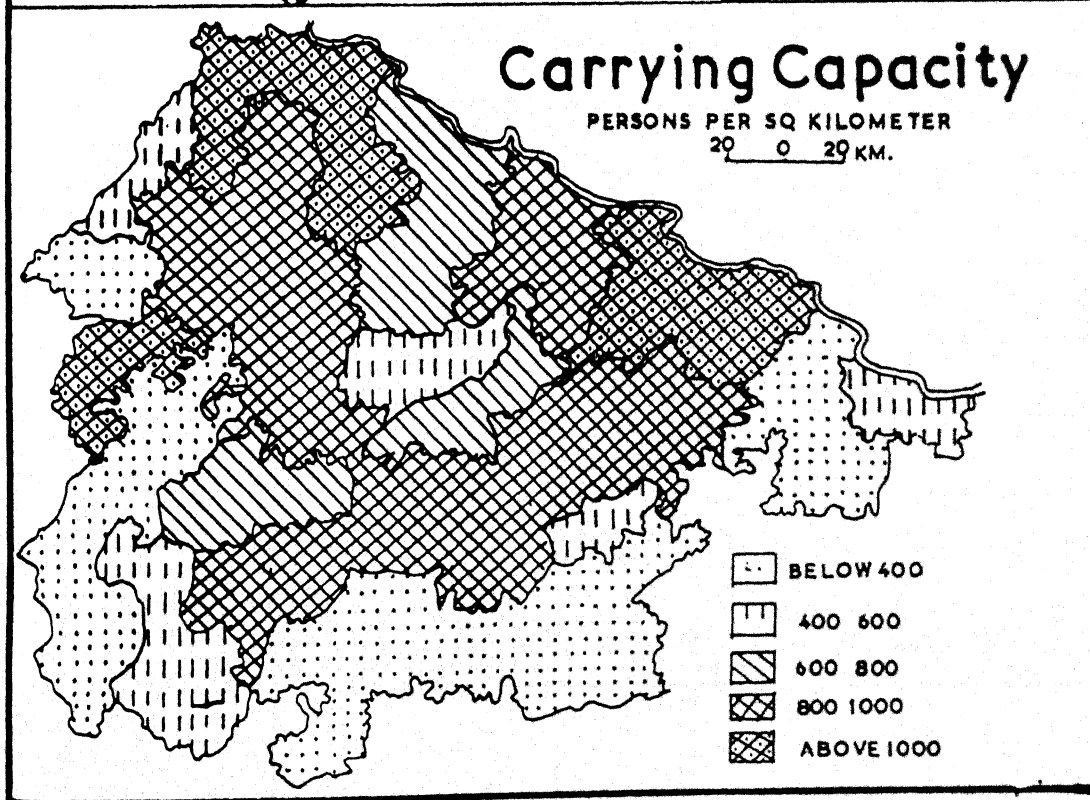 Carrying Capacity
PERSONS PER SQ KILOMETER
20 0 20 KM.
BELOW 400
400 600
600 800
800 1000
ABOVE 1000